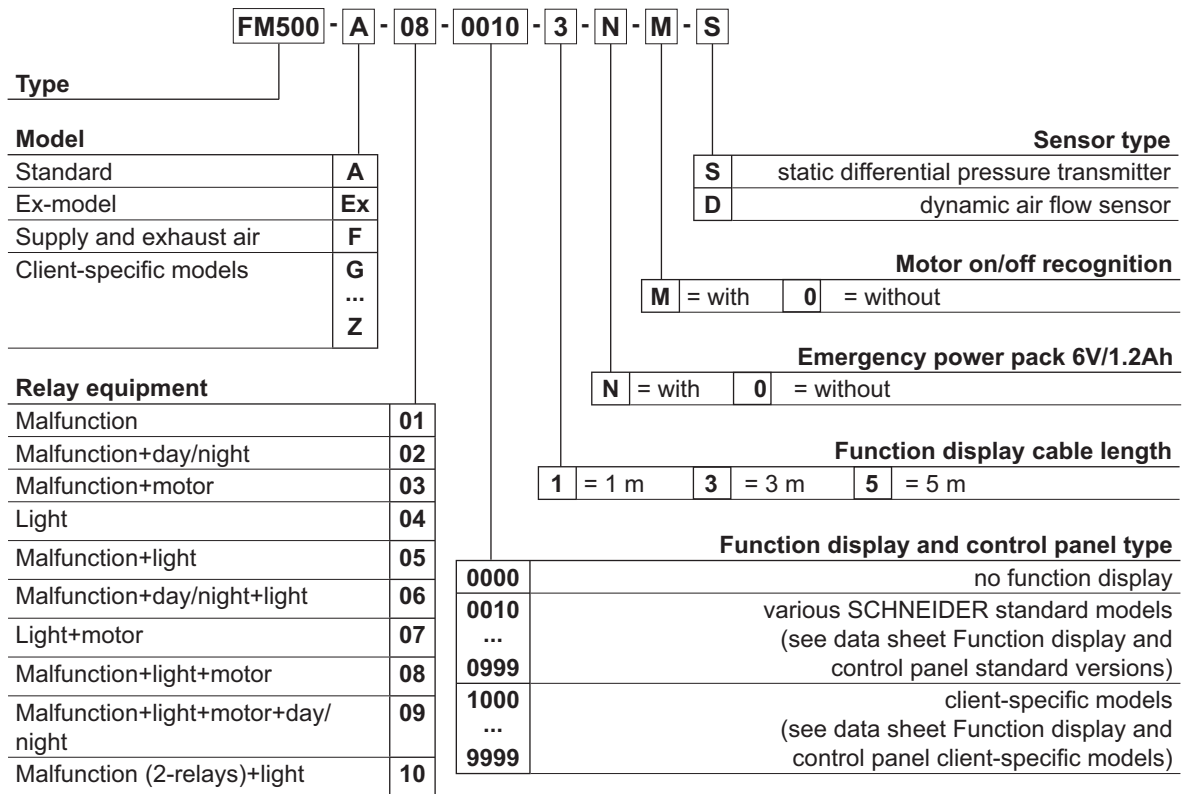 FM500 - A - 08 - 0010 - 3 - N - M - S
Type
Model
Standard A
Ex-model Ex
Supply and exhaust air F
Client-specific models G
...
Z
Relay equipment
Malfunction 01
Malfunction+day/night 02
Malfunction+motor 03
Light 04
Malfunction+light 05
Malfunction+day/night+light 06
Light+motor 07
Malfunction+light+motor 08
Malfunction+light+motor+day/ 09
night
Malfunction (2-relays)+light 10
Sensor type
S static differential pressure transmitter
D dynamic air flow sensor
Motor on/off recognition
M = with 0 = without
Emergency power pack 6V/1.2Ah
N = with 0 = without
Function display cable length
1 = 1 m 3 = 3 m 5 = 5 m
Function display and control panel type
0000 no function display
0010 various SCHNEIDER standard models
... (see data sheet Function display and
0999 control panel standard versions)
1000 client-specific models
... (see data sheet Function display and
9999 control panel client-specific models)